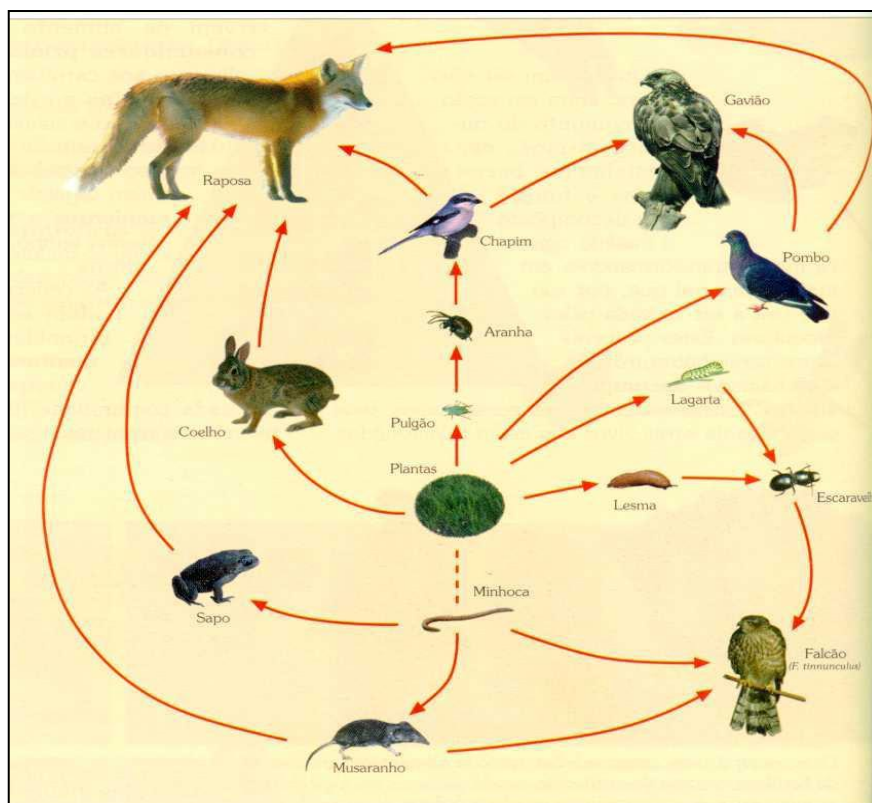 Gavião
Raposa
Chapim
Pombo
Aranha
Lagarta
Pulgão
Coelho
Plantas
Lesma
Minhoca
Sapo
Falcão
(F. tinnunculus)
Musaranho